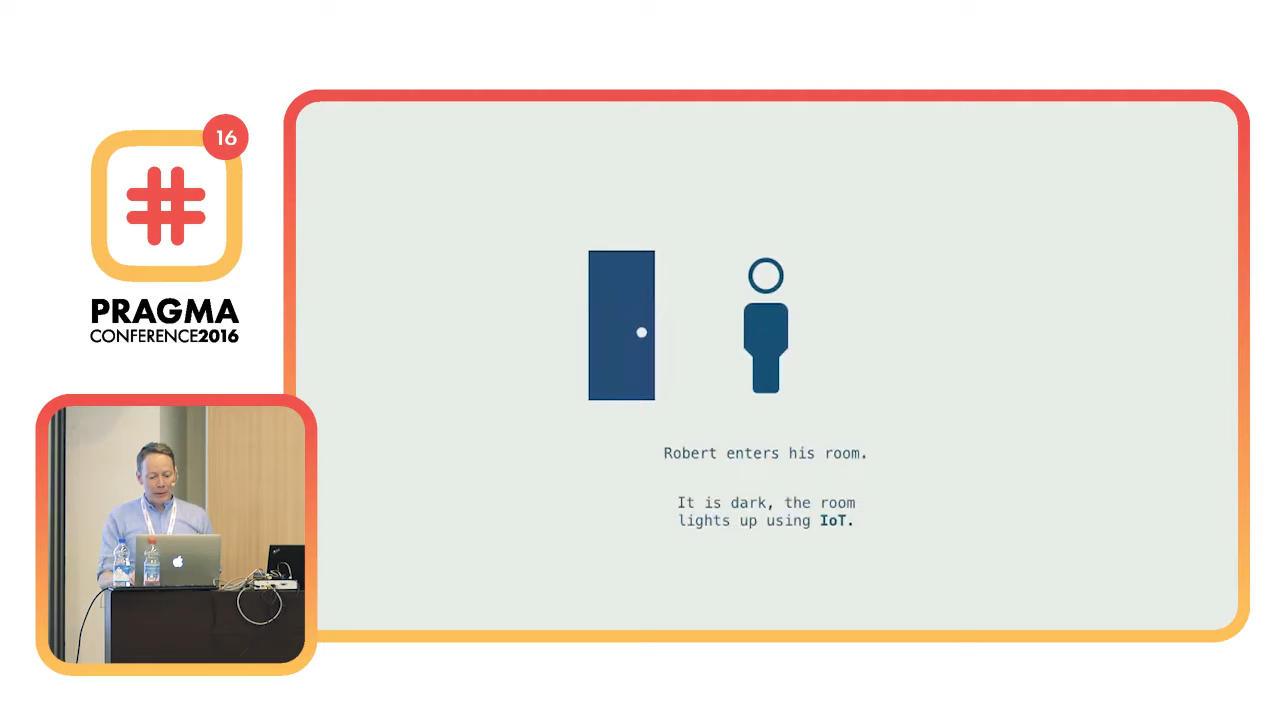 16
PRAGMA
CONFERENCE2016
Robert enters his room.
It is dark, the room
lights up using IoT.